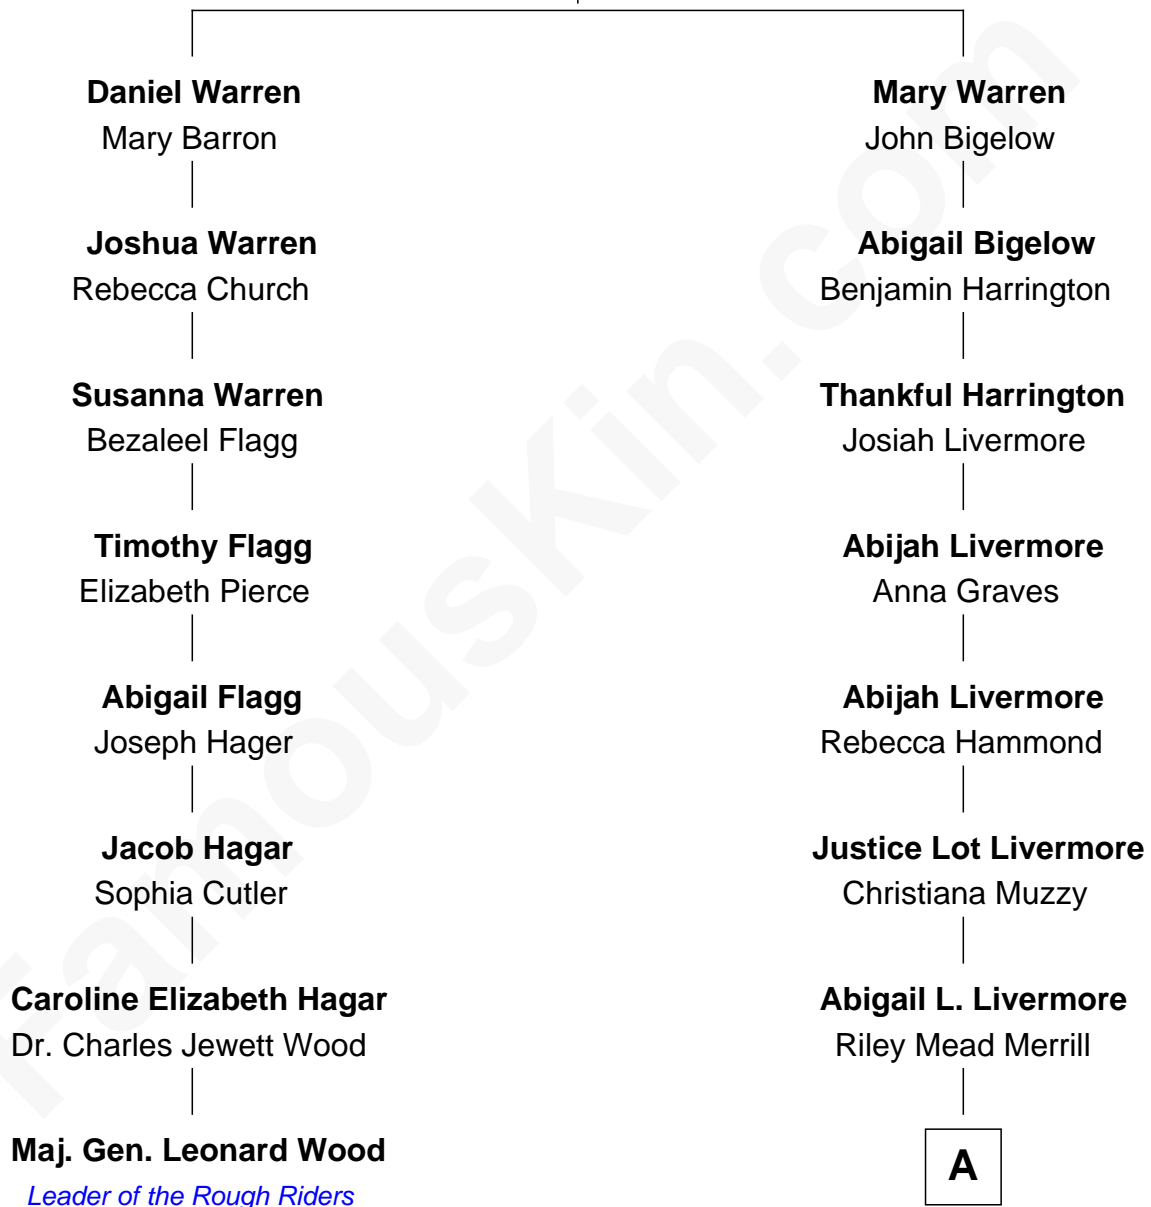 Daniel Warren
Mary Barron
Joshua Warren
Rebecca Church
Susanna Warren
Bezaleel Flagg
Timothy Flagg
Elizabeth Pierce
Abigail Flagg
Joseph Hager
Jacob Hagar
Sophia Cutler
Caroline Elizabeth Hagar
Dr. Charles Jewett Wood
Maj. Gen. Leonard Wood
Leader of the Rough Riders
Mary Warren
John Bigelow
Abigail Bigelow
Benjamin Harrington
Thankful Harrington
Josiah Livermore
Abijah Livermore
Anna Graves
Abijah Livermore
Rebecca Hammond
Justice Lot Livermore
Christiana Muzzy
Abigail L. Livermore
Riley Mead Merrill
A
FamousKin.com